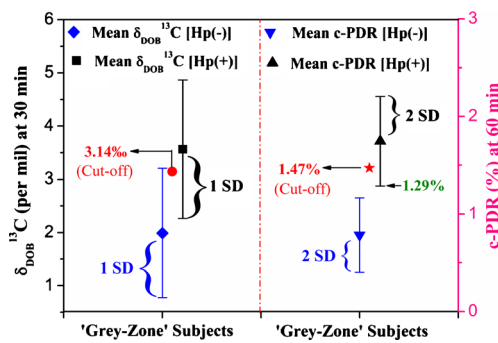 Mean δDOB13C [Hp(-)]
Mean δDOB13C [Hp(+)]
Mean c-PDR [Hp(-)]
Mean c-PDR [Hp(+)]
δDOB13C (per mil) at 30 min
6
5
4
3
2
1
3.14‰
(Cut-off)
1 SD
1 SD
2 SD
1.47%
(Cut-off)
1.29%
2 SD
3
2
1
0
c-PDR (%) at 60 min
'Grey-Zone' Subjects
'Grey-Zone' Subjects